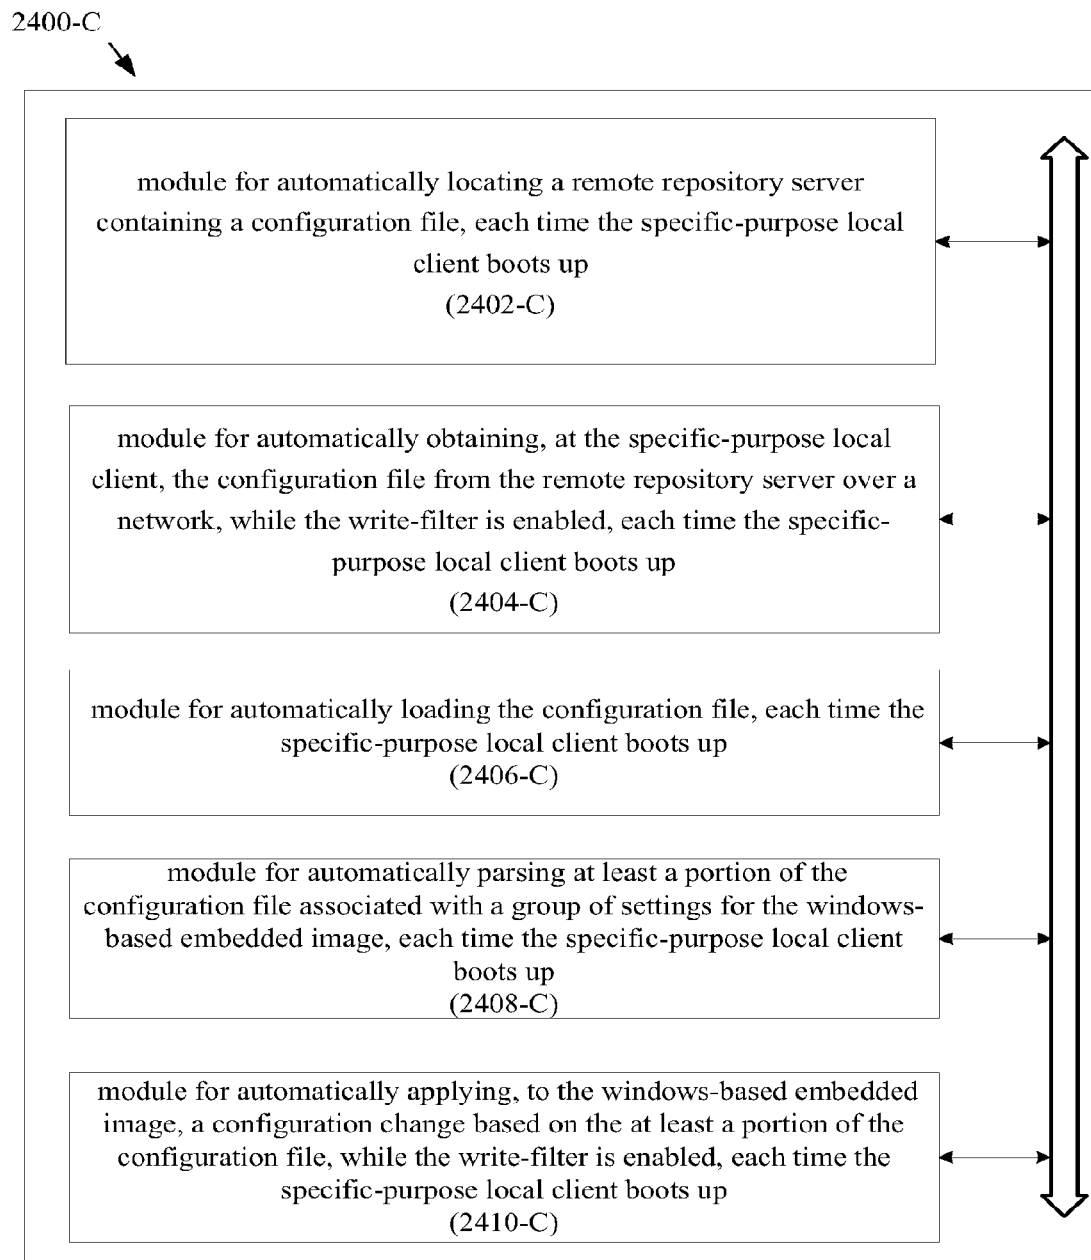 2400-C
module for automatically locating a remote repository server
containing a configuration file, each time the specific-purpose local
client boots up
(2402-C)
module for automatically obtaining, at the specific-purpose local
client, the configuration file from the remote repository server over a
network, while the write-filter is enabled, each time the specific-
purpose local client boots up
(2404-C)
module for automatically loading the configuration file, each time the
specific-purpose local client boots up
(2406-C)
module for automatically parsing at least a portion of the
configuration file associated with a group of settings for the windows-
based embedded image, each time the specific-purpose local client
boots up
(2408-C)
module for automatically applying, to the windows-based embedded
image, a configuration change based on the at least a portion of the
configuration file, while the write-filter is enabled, each time the
specific-purpose local client boots up
(2410-C)